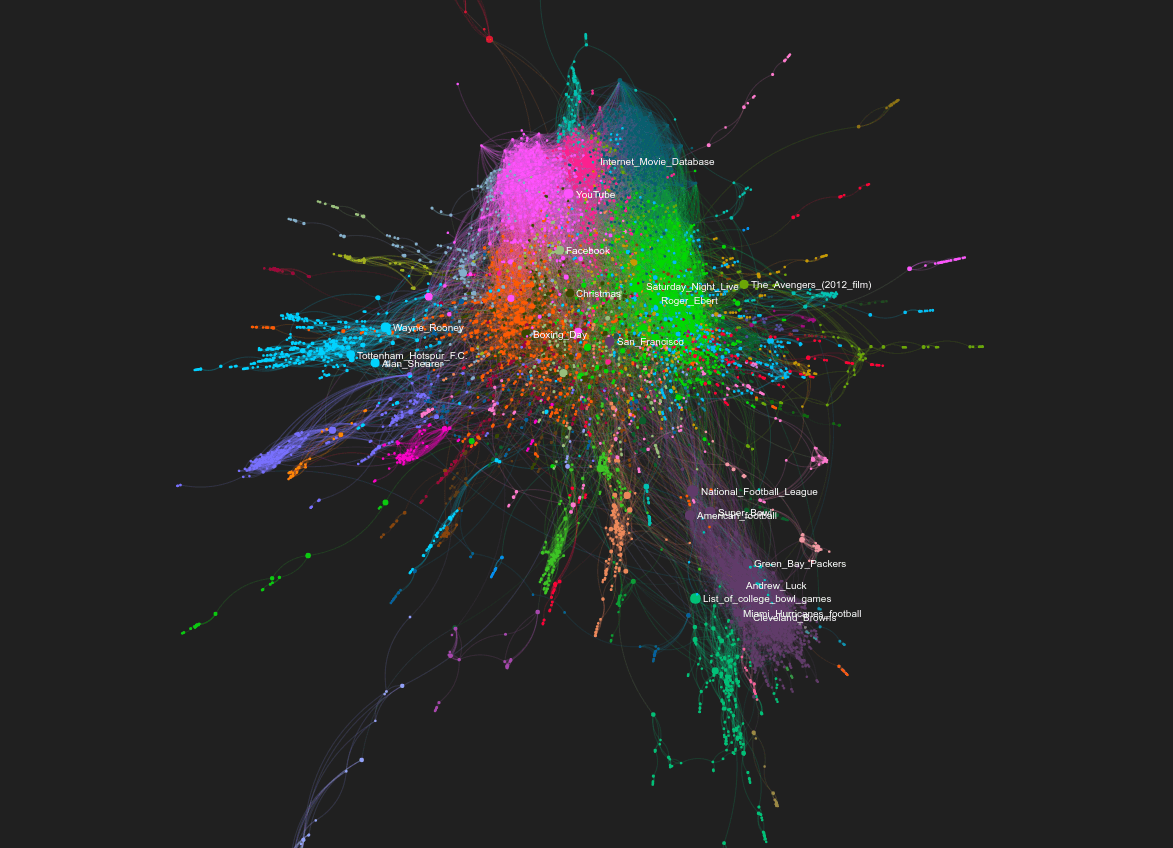 Internet_Movie_Database
YouTube
Facebook
Saturday_Night_Live
The_Avengers_(2012_film)
Christmas
Roger_Ebert
Wayne_Rooney
Boxing_Day
San_Francisco
Tottenham_Hotspur_F.C.
Alan_Shearer
National_Football_League
Super_Bowl
American_football
Green_Bay_Packers
Andrew_Luck
List_of_college_bowl_games
Miami_Hurricanes_football
Cleveland_Browns